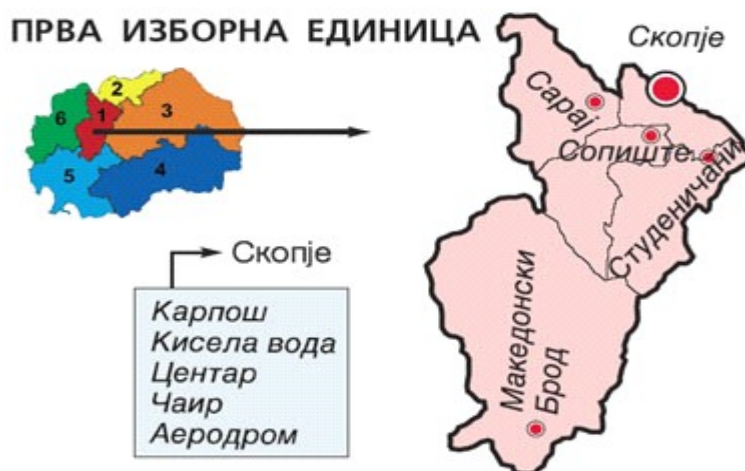 ПРВА ИЗБОРНА ЕДИНИЦА
1
2
3
4
5
6
Скопје
Карпош
Кисела вода
Центар
Чаир
Аеродром
Скопје
Сарај
Сопиште
Студеничани
Македонски
Брод